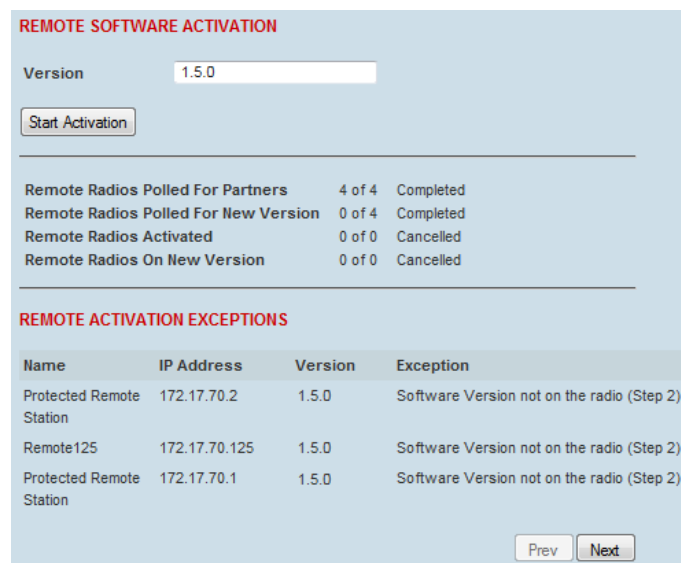 REMOTE SOFTWARE ACTIVATION
Version 1.5.0
Start Activation
Remote Radios Polled For Partners 4 of 4 Completed
Remote Radios Polled For New Version 0 of 4 Completed
Remote Radios Activated 0 of 0 Cancelled
Remote Radios On New Version 0 of 0 Cancelled
REMOTE ACTIVATION EXCEPTIONS
Name IP Address Version Exception
Protected Remote 172.17.70.2 1.5.0 Software Version not on the radio (Step 2)
Station
Remote125 172.17.70.125 1.5.0 Software Version not on the radio (Step 2)
Protected Remote 172.17.70.1 1.5.0 Software Version not on the radio (Step 2)
Station
Prev Next